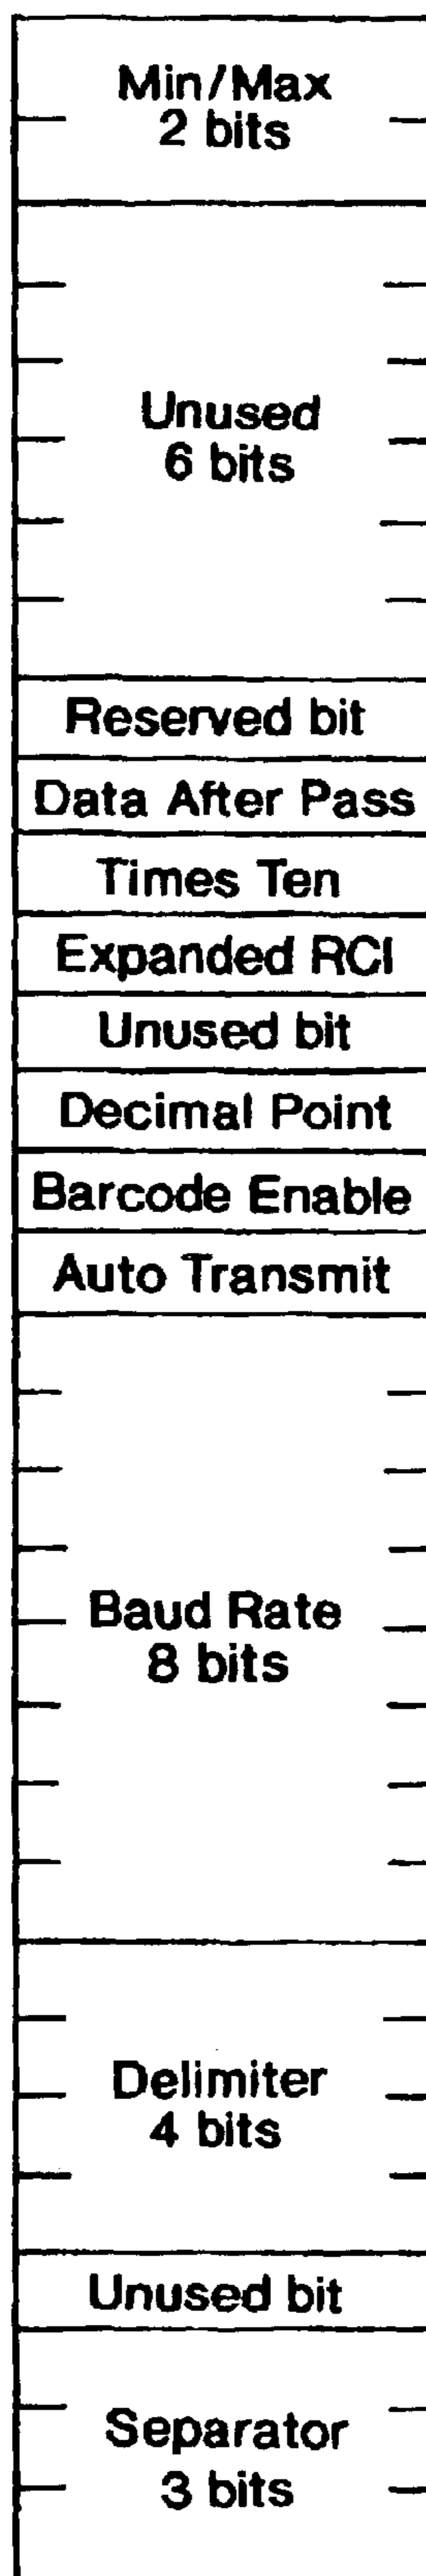 Min/Max
2 bits
Unused
6 bits
Reserved bit
Data After Pass
Times Ten
Expanded RCI
Unused bit
Decimal Point
Barcode Enable
Auto Transmit
Baud Rate
8 bits
Delimiter
4 bits
Unused bit
Separator
3 bits